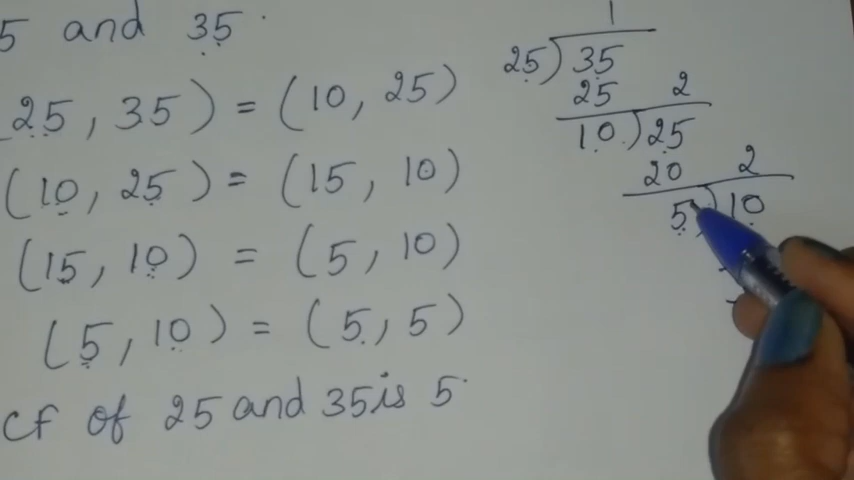 5 and 35.
(25, 35) = (10, 25)
(10, 25) = (15, 10)
(15, 10) = (5, 10)
(5, 10) = (5, 5)
CF of 25 and 35 is 5.
1
25) 35
25 2
10) 25
20 2
5) 10